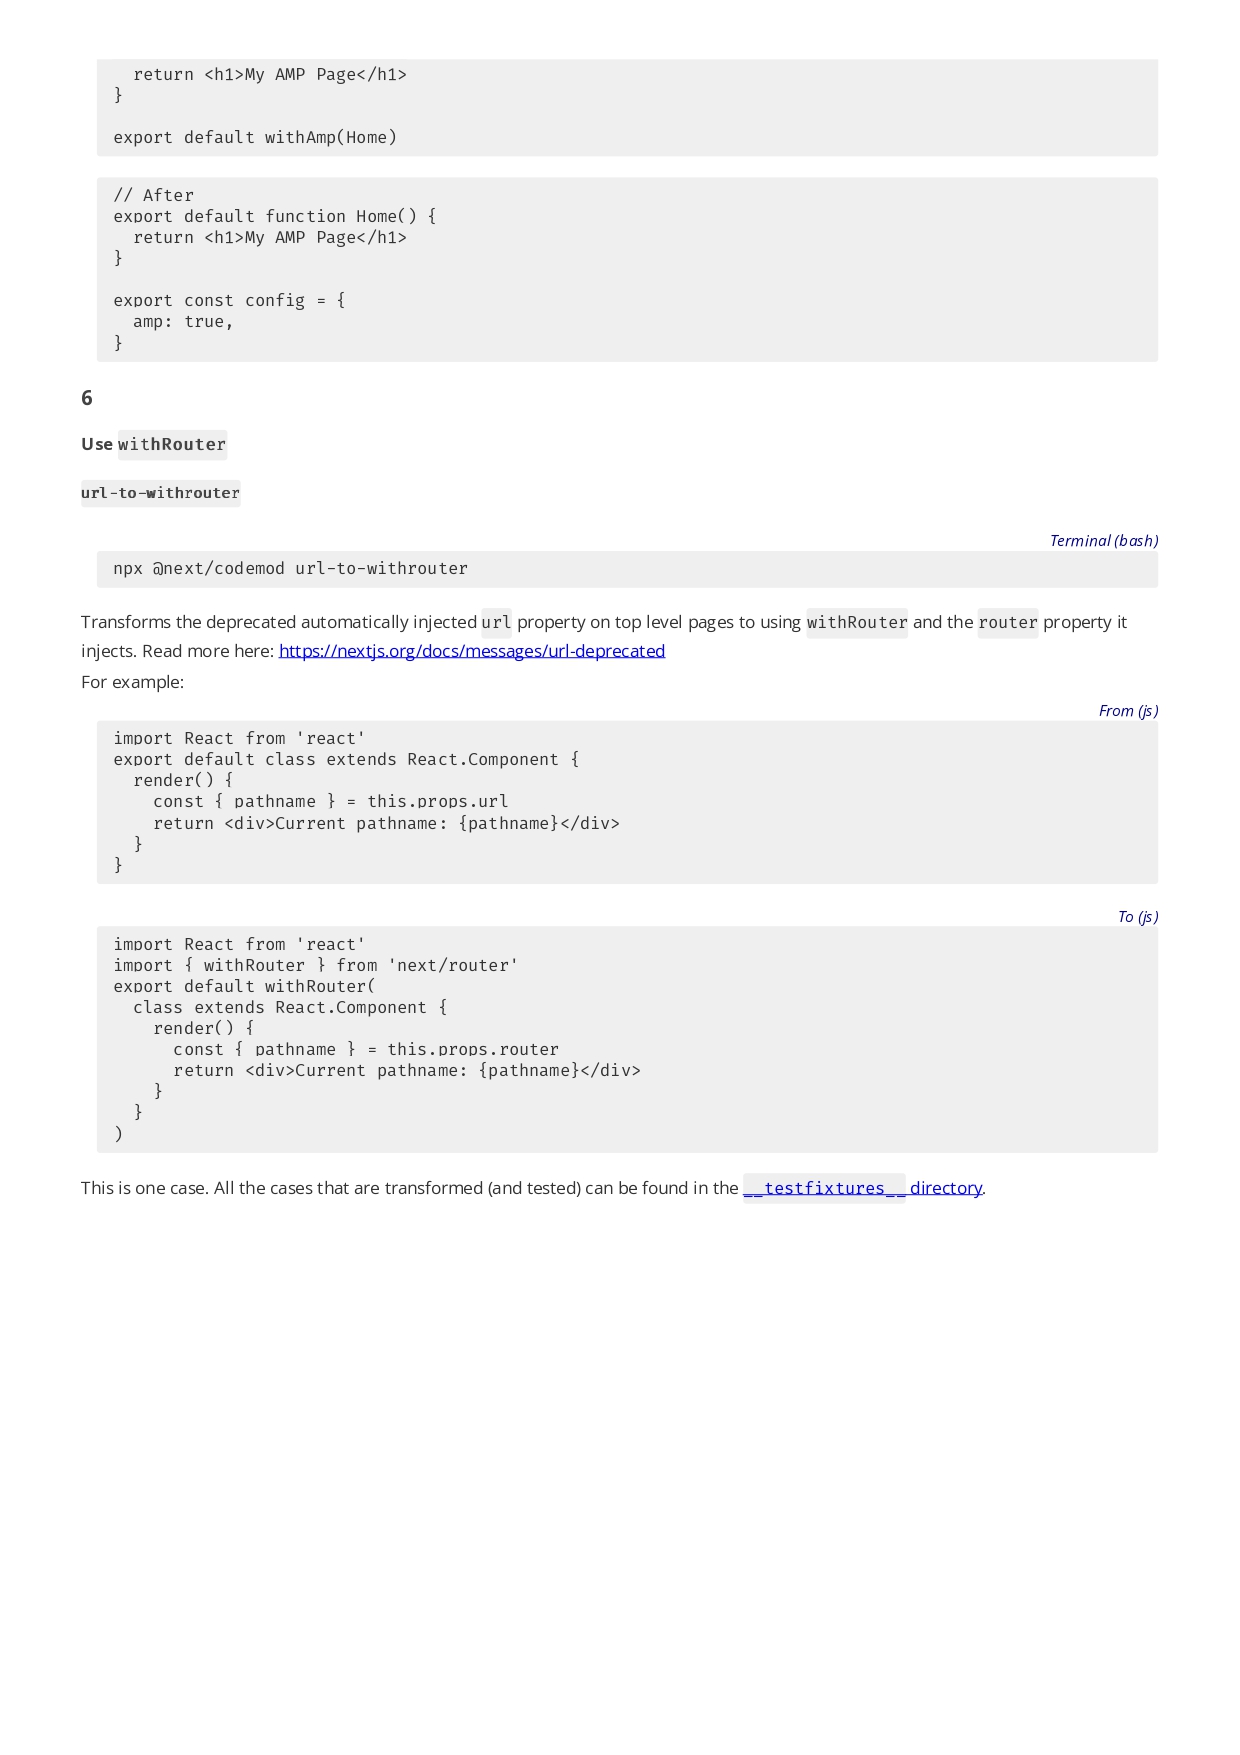 return <h1>My AMP Page</h1>
}

export default withAmp(Home)

// After
export default function Home() {
  return <h1>My AMP Page</h1>
}

export const config = {
  amp: true,
}

6
Use withRouter
url-to-withrouter
Terminal (bash)
npx @next/codemod url-to-withrouter
Transforms the deprecated automatically injected url property on top level pages to using withRouter and the router property it
injects. Read more here: https://nextjs.org/docs/messages/url-deprecated
For example:
From (js)
import React from 'react'
export default class extends React.Component {
  render() {
    const { pathname } = this.props.url
    return <div>Current pathname: {pathname}</div>
  }
}
To (js)
import React from 'react'
import { withRouter } from 'next/router'
export default withRouter(
  class extends React.Component {
    render() {
      const { pathname } = this.props.router
      return <div>Current pathname: {pathname}</div>
    }
  }
)
This is one case. All the cases that are transformed (and tested) can be found in the __testfixtures__ directory.